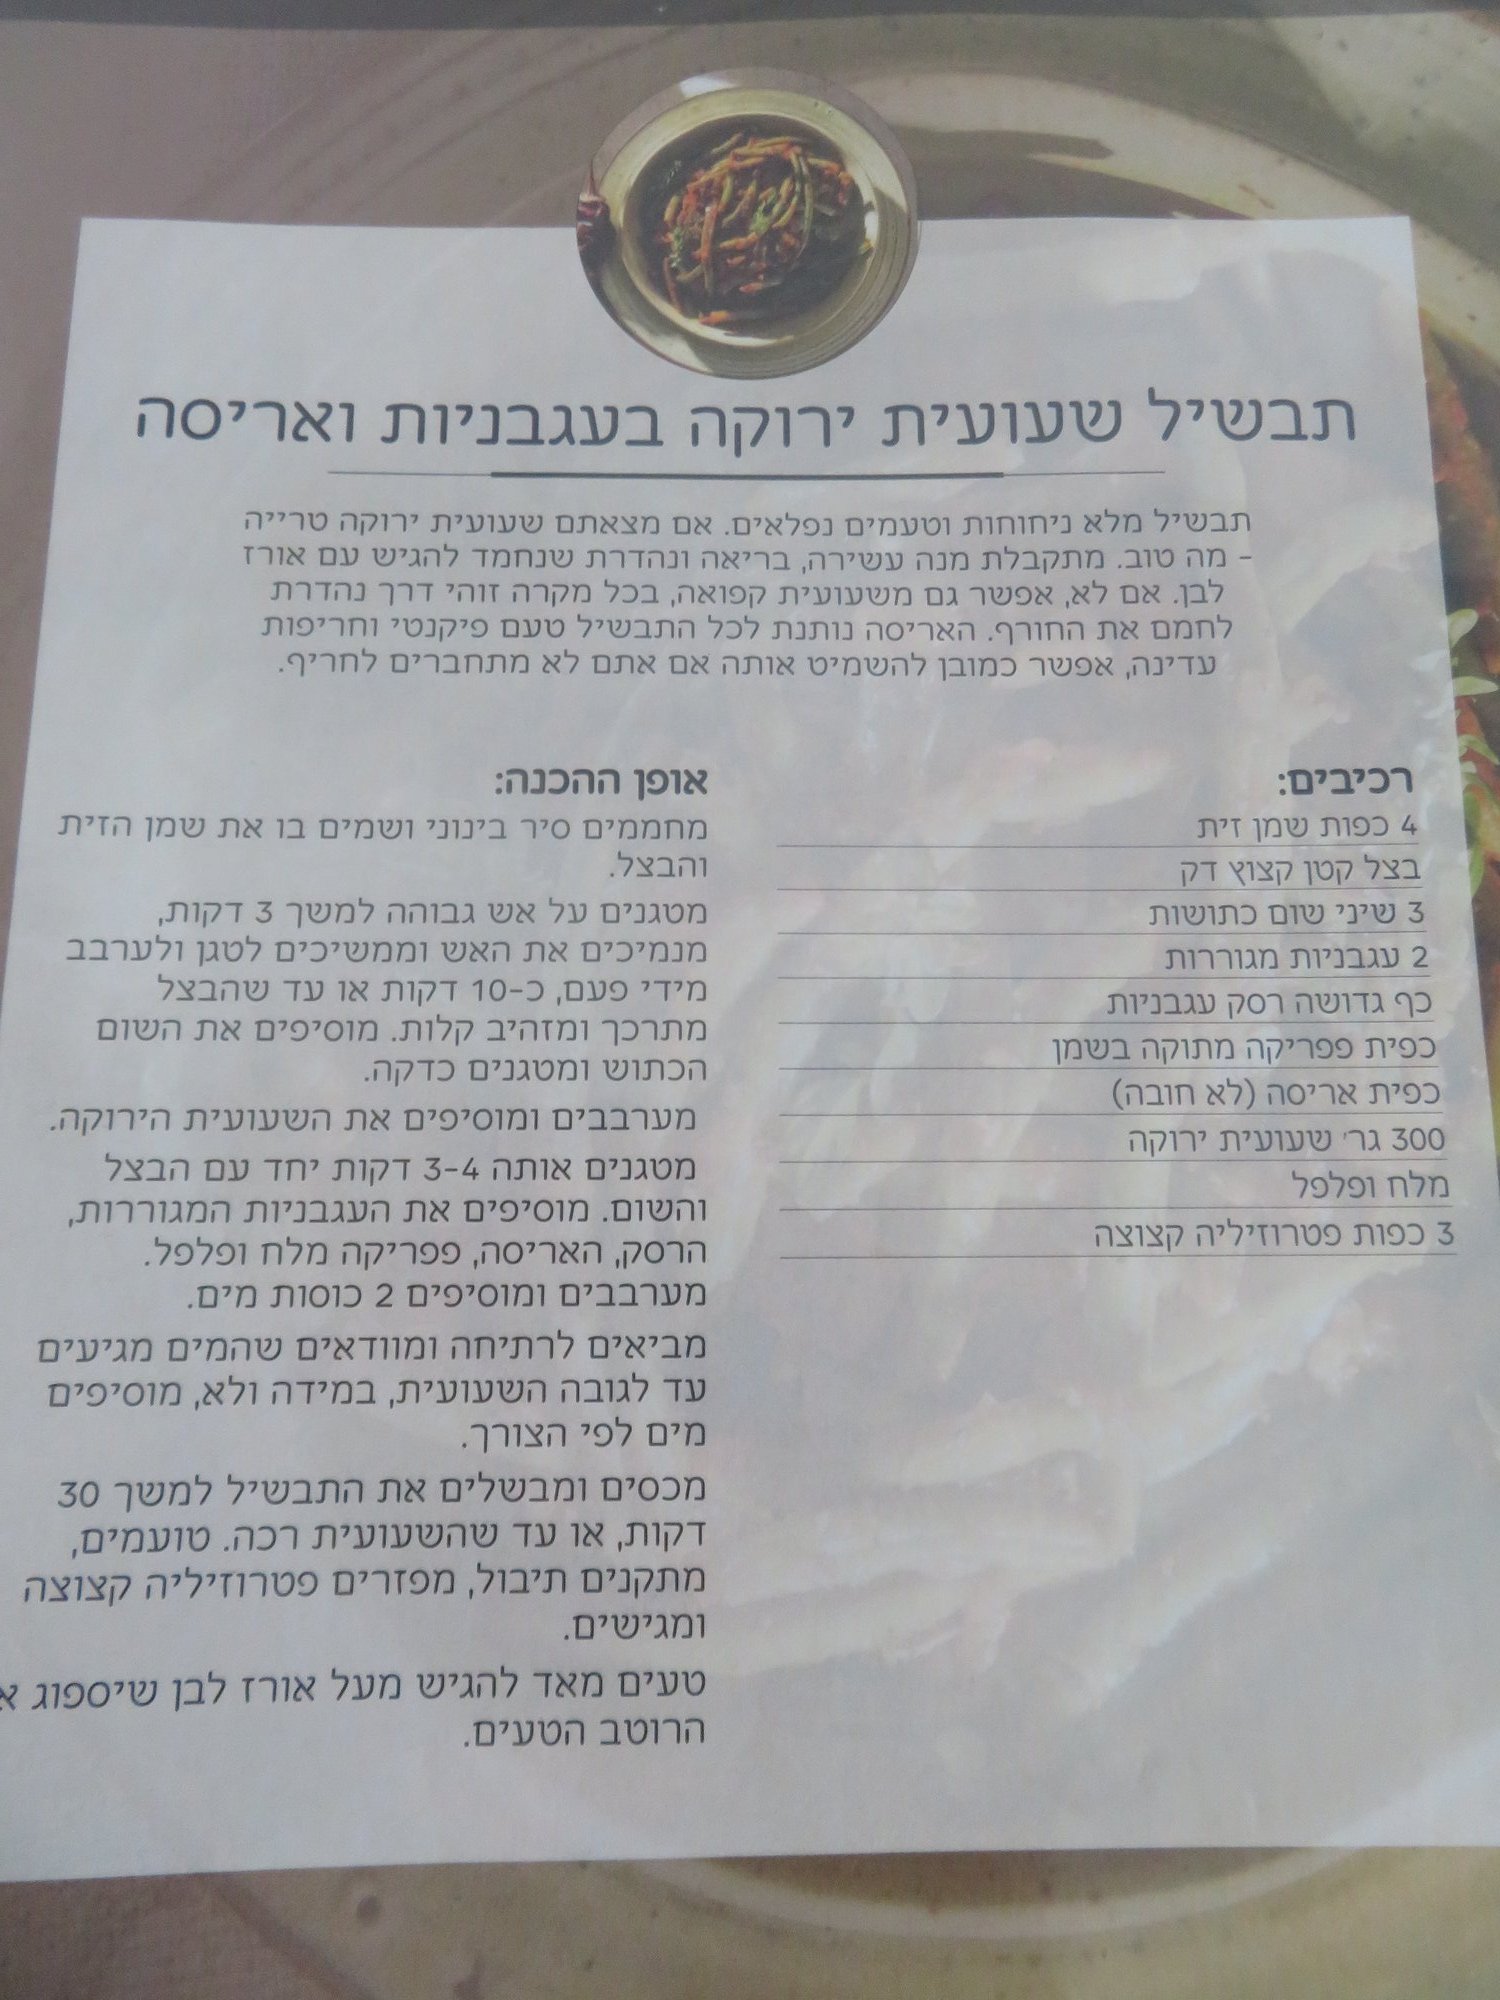 תבשיל שעועית ירוקה בעגבניות ואריסה
תבשיל מלא ניחוחות וטעמים נפלאים. אם מצאתם שעועית ירוקה טרייה
- מה טוב. מתקבלת מנה עשירה, בריאה ונהדרת שנחמד להגיש עם אורז
לבן. אם לא, אפשר גם משעועית קפואה, בכל מקרה זוהי דרך נהדרת
לחמם את החורף. האריסה נותנת לכל התבשיל טעם פיקנטי וחריפות
עדינה, אפשר כמובן להשמיט אותה אם אתם לא מתחברים לחריף.
רכיבים:
4 כפות שמן זית
בצל קטן קצוץ דק
3 שיני שום כתושות
2 עגבניות מגוררות
כף גדושה רסק עגבניות
כפית פפריקה מתוקה בשמן
כפית אריסה (לא חובה)
300 גר׳ שעועית ירוקה
מלח ופלפל
3 כפות פטרוזיליה קצוצה
אופן ההכנה:
מחממים סיר בינוני ושמים בו את שמן הזית
והבצל.
מטגנים על אש גבוהה למשך 3 דקות,
מנמיכים את האש וממשיכים לטגן ולערבב
מידי פעם, כ-10 דקות או עד שהבצל
מתרכך ומזהיב קלות. מוסיפים את השום
הכתוש ומטגנים כדקה.
מערבבים ומוסיפים את השעועית הירוקה.
מטגנים אותה 3-4 דקות יחד עם הבצל
והשום. מוסיפים את העגבניות המגוררות,
הרסק, האריסה, פפריקה מלח ופלפל.
מערבבים ומוסיפים 2 כוסות מים.
מביאים לרתיחה ומוודאים שהמים מגיעים
עד לגובה השעועית, במידה ולא, מוסיפים
מים לפי הצורך.
מכסים ומבשלים את התבשיל למשך 30
דקות, או עד שהשעועית רכה. טועמים,
מתקנים תיבול, מפזרים פטרוזיליה קצוצה
ומגישים.
טעים מאד להגיש מעל אורז לבן שיספוג
הרוטב הטעים.